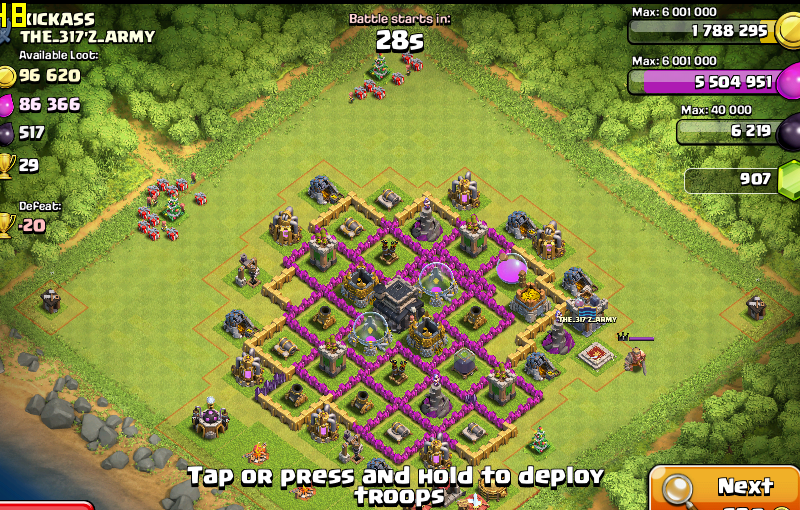 48
KICKASS
THE_317'Z_ARMY
Available Loot:
96 620
86 366
517
29
Defeat:
-20
Battle starts in:
28s
Max: 6 001 000
1 788 295
Max: 6 001 000
5 504 951
Max: 40 000
6 219
907
THE_317'Z_ARMY
Tap or press and hold to deploy
troops
Next